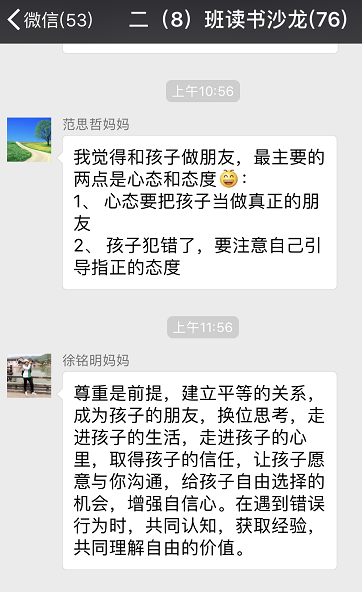 微信(53)
二（8）班读书沙龙(76)
上午10:56
范思哲妈妈
我觉得和孩子做朋友，最主要的
两点是心态和态度😄：
1、 心态要把孩子当做真正的朋
友
2、 孩子犯错了，要注意自己引
导指正的态度
上午11:56
徐铭明妈妈
尊重是前提，建立平等的关系，
成为孩子的朋友，换位思考，走
进孩子的生活，走进孩子的心
里，取得孩子的信任，让孩子愿
意与你沟通，给孩子自由选择的
机会，增强自信心。在遇到错误
行为时，共同认知，获取经验，
共同理解自由的价值。